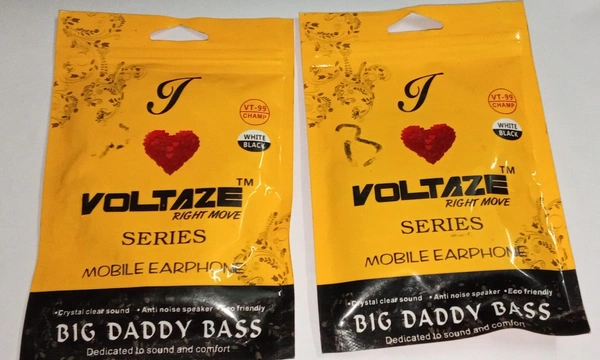 I
VT-99
CHAMP
WHITE
BLACK
VOLTAZE™
RIGHT MOVE
SERIES
MOBILE EARPHONE
•Crystal clear sound •Anti noise speaker •Eco friendly
BIG DADDY BASS
Dedicated to sound and comfort
I
VT-99
CHAMP
B
WHITE
BLACK
VOLTAZE™
RIGHT MOVE
SERIES
MOBILE EARPHONE
•Crystal clear sound •Anti noise speaker •Eco friendly
BIG DADDY BASS
Dedicated to sound and comfort